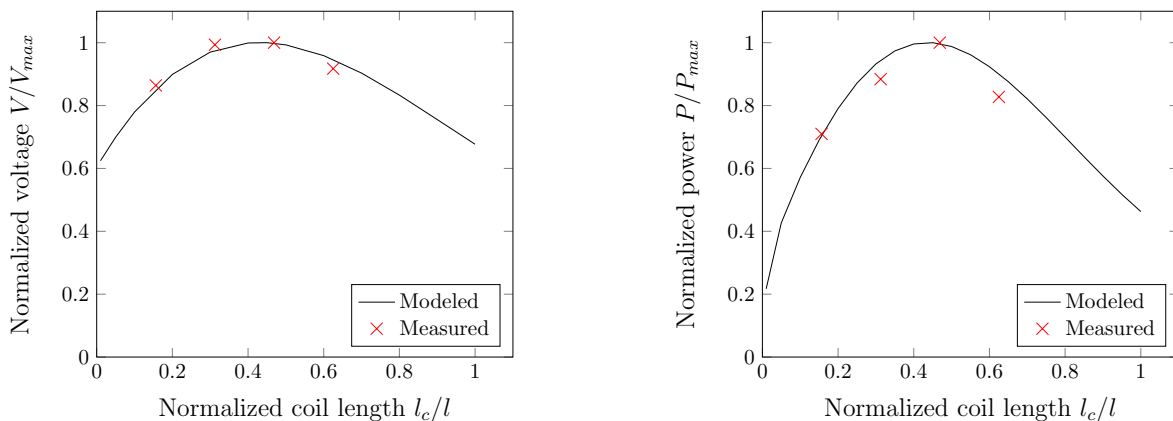 Normalized voltage V/V_max
1
0.8
0.6
0.4
0.2
0
0 0.2 0.4 0.6 0.8 1
Normalized coil length l_c/l
Modeled
Measured
Normalized power P/P_max
1
0.8
0.6
0.4
0.2
0
0 0.2 0.4 0.6 0.8 1
Normalized coil length l_c/l
Modeled
Measured